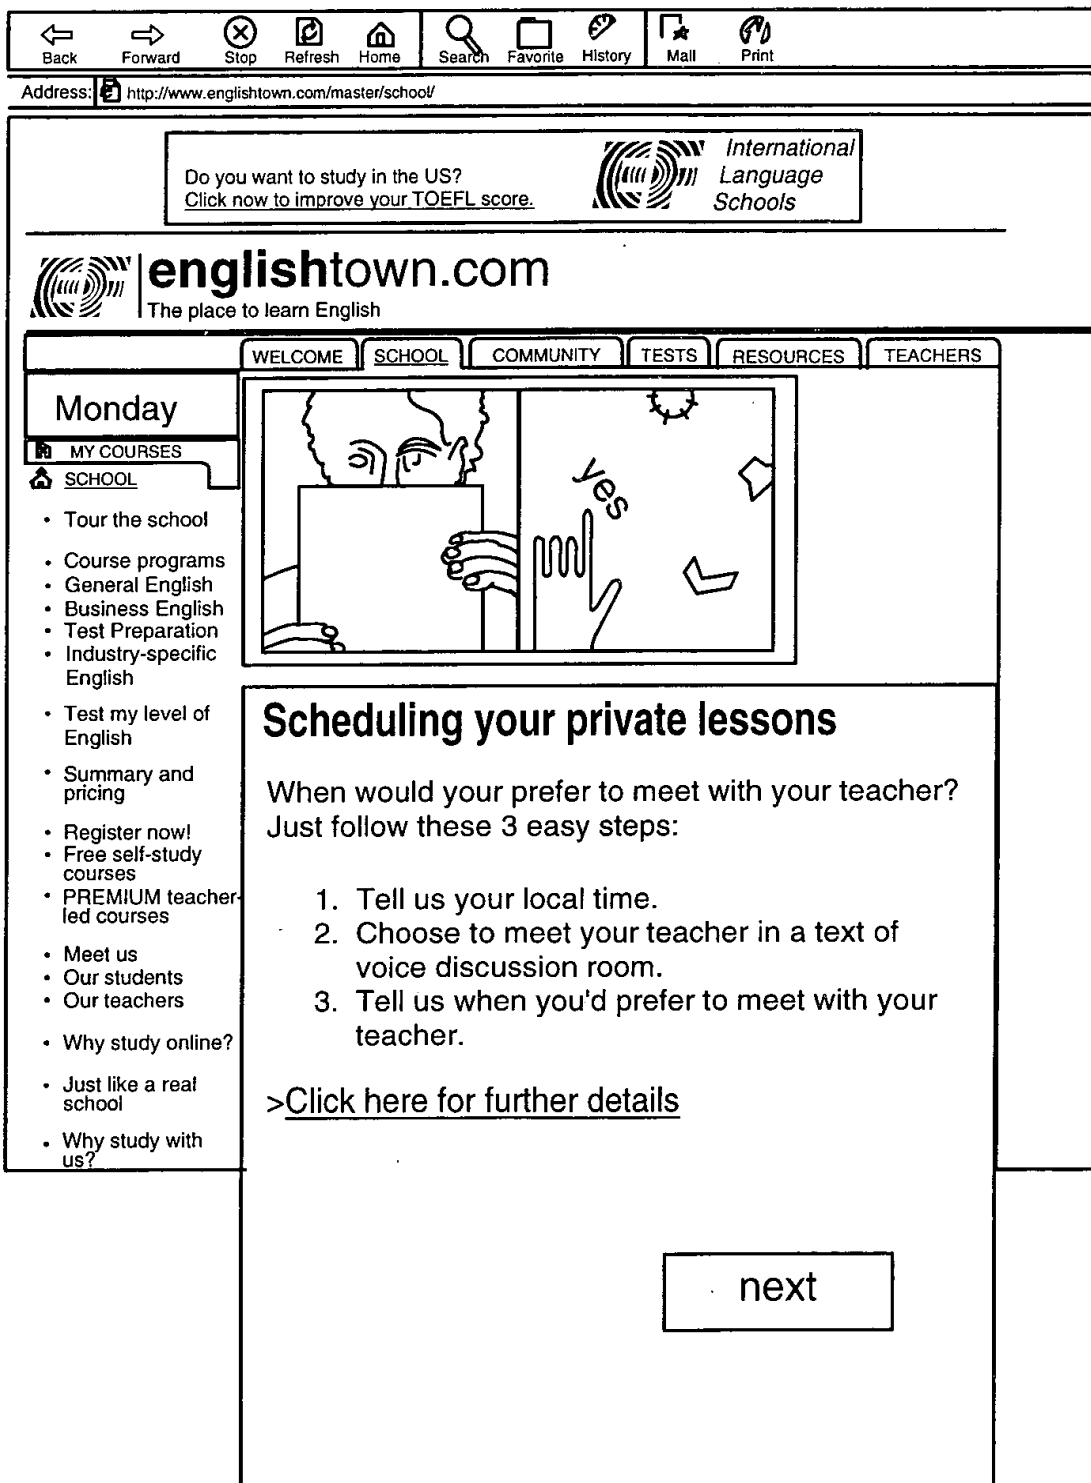 Back Forward Stop Refresh Home Search Favorite History Mail Print
Address: http://www.englishtown.com/master/school/
Do you want to study in the US?
Click now to improve your TOEFL score.
International
Language
Schools
englishtown.com
The place to learn English
WELCOME SCHOOL COMMUNITY TESTS RESOURCES TEACHERS
Monday
MY COURSES
SCHOOL
• Tour the school
• Course programs
• General English
• Business English
• Test Preparation
• Industry-specific
English
• Test my level of
English
• Summary and
pricing
• Register now!
• Free self-study
courses
• PREMIUM teacher-
led courses
• Meet us
• Our students
• Our teachers
• Why study online?
• Just like a real
school
• Why study with
us?
yes
Scheduling your private lessons
When would your prefer to meet with your teacher?
Just follow these 3 easy steps:
1. Tell us your local time.
2. Choose to meet your teacher in a text of
voice discussion room.
3. Tell us when you'd prefer to meet with your
teacher.
>Click here for further details
next